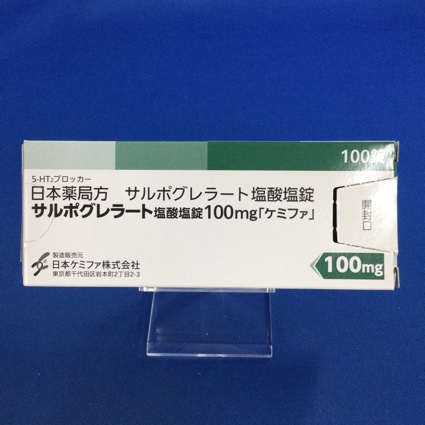 100錠
5-HT₂ブロッカー
日本薬局方 サルポグレラート塩酸塩錠
サルポグレラート塩酸塩錠100mg「ケミファ」
開封口
製造販売元
日本ケミファ株式会社
東京都千代田区岩本町2丁目2-3
100mg